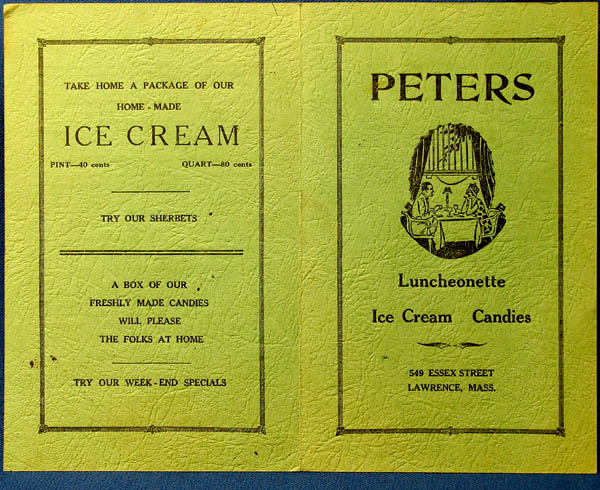 TAKE HOME A PACKAGE OF OUR
HOME-MADE
ICE CREAM
PINT—40 cents QUART—80 cents
TRY OUR SHERBETS
A BOX OF OUR
FRESHLY MADE CANDIES
WILL PLEASE
THE FOLKS AT HOME
TRY OUR WEEK-END SPECIALS
PETERS
Luncheonette
Ice Cream Candies
549 ESSEX STREET
LAWRENCE, MASS.